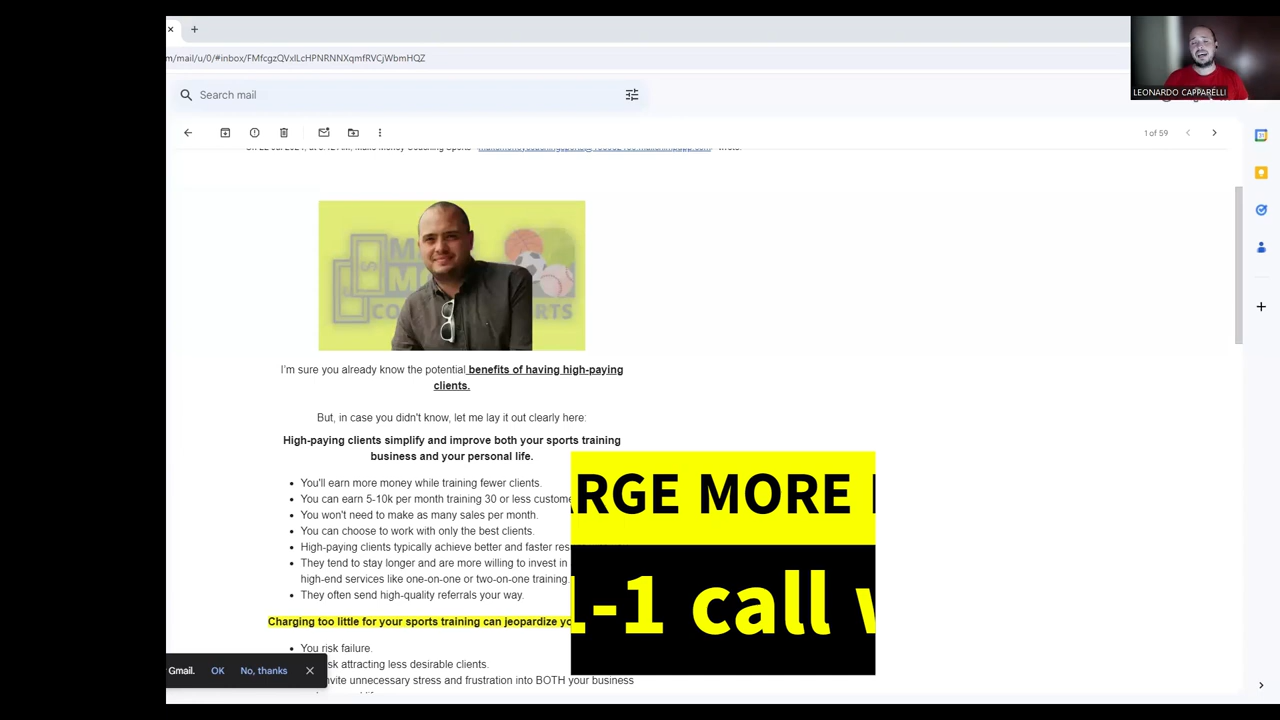 m/mail/u/0/#inbox/FMfcgzQVxlLcHPNRNNXqmfRVCjWbmHQZ
LEONARDO CAPPARELLI
Search mail
1 of 59
I'm sure you already know the potential benefits of having high-paying
clients.
But, in case you didn't know, let me lay it out clearly here:
High-paying clients simplify and improve both your sports training
business and your personal life.
You'll earn more money while training fewer clients.
You can earn 5-10k per month training 30 or less
You won't need to make as many sales per month.
You can choose to work with only the best clients.
High-paying clients typically achieve better and faster
They tend to stay longer and are more willing to invest in
high-end services like one-on-one or two-on-one training.
They often send high-quality referrals your way.
Charging too little for your sports training can jeopardize
You risk failure.
attracting less desirable clients.
unnecessary stress and frustration into BOTH your business
RGE MORE
1-1 call
Gmail. OK No, thanks